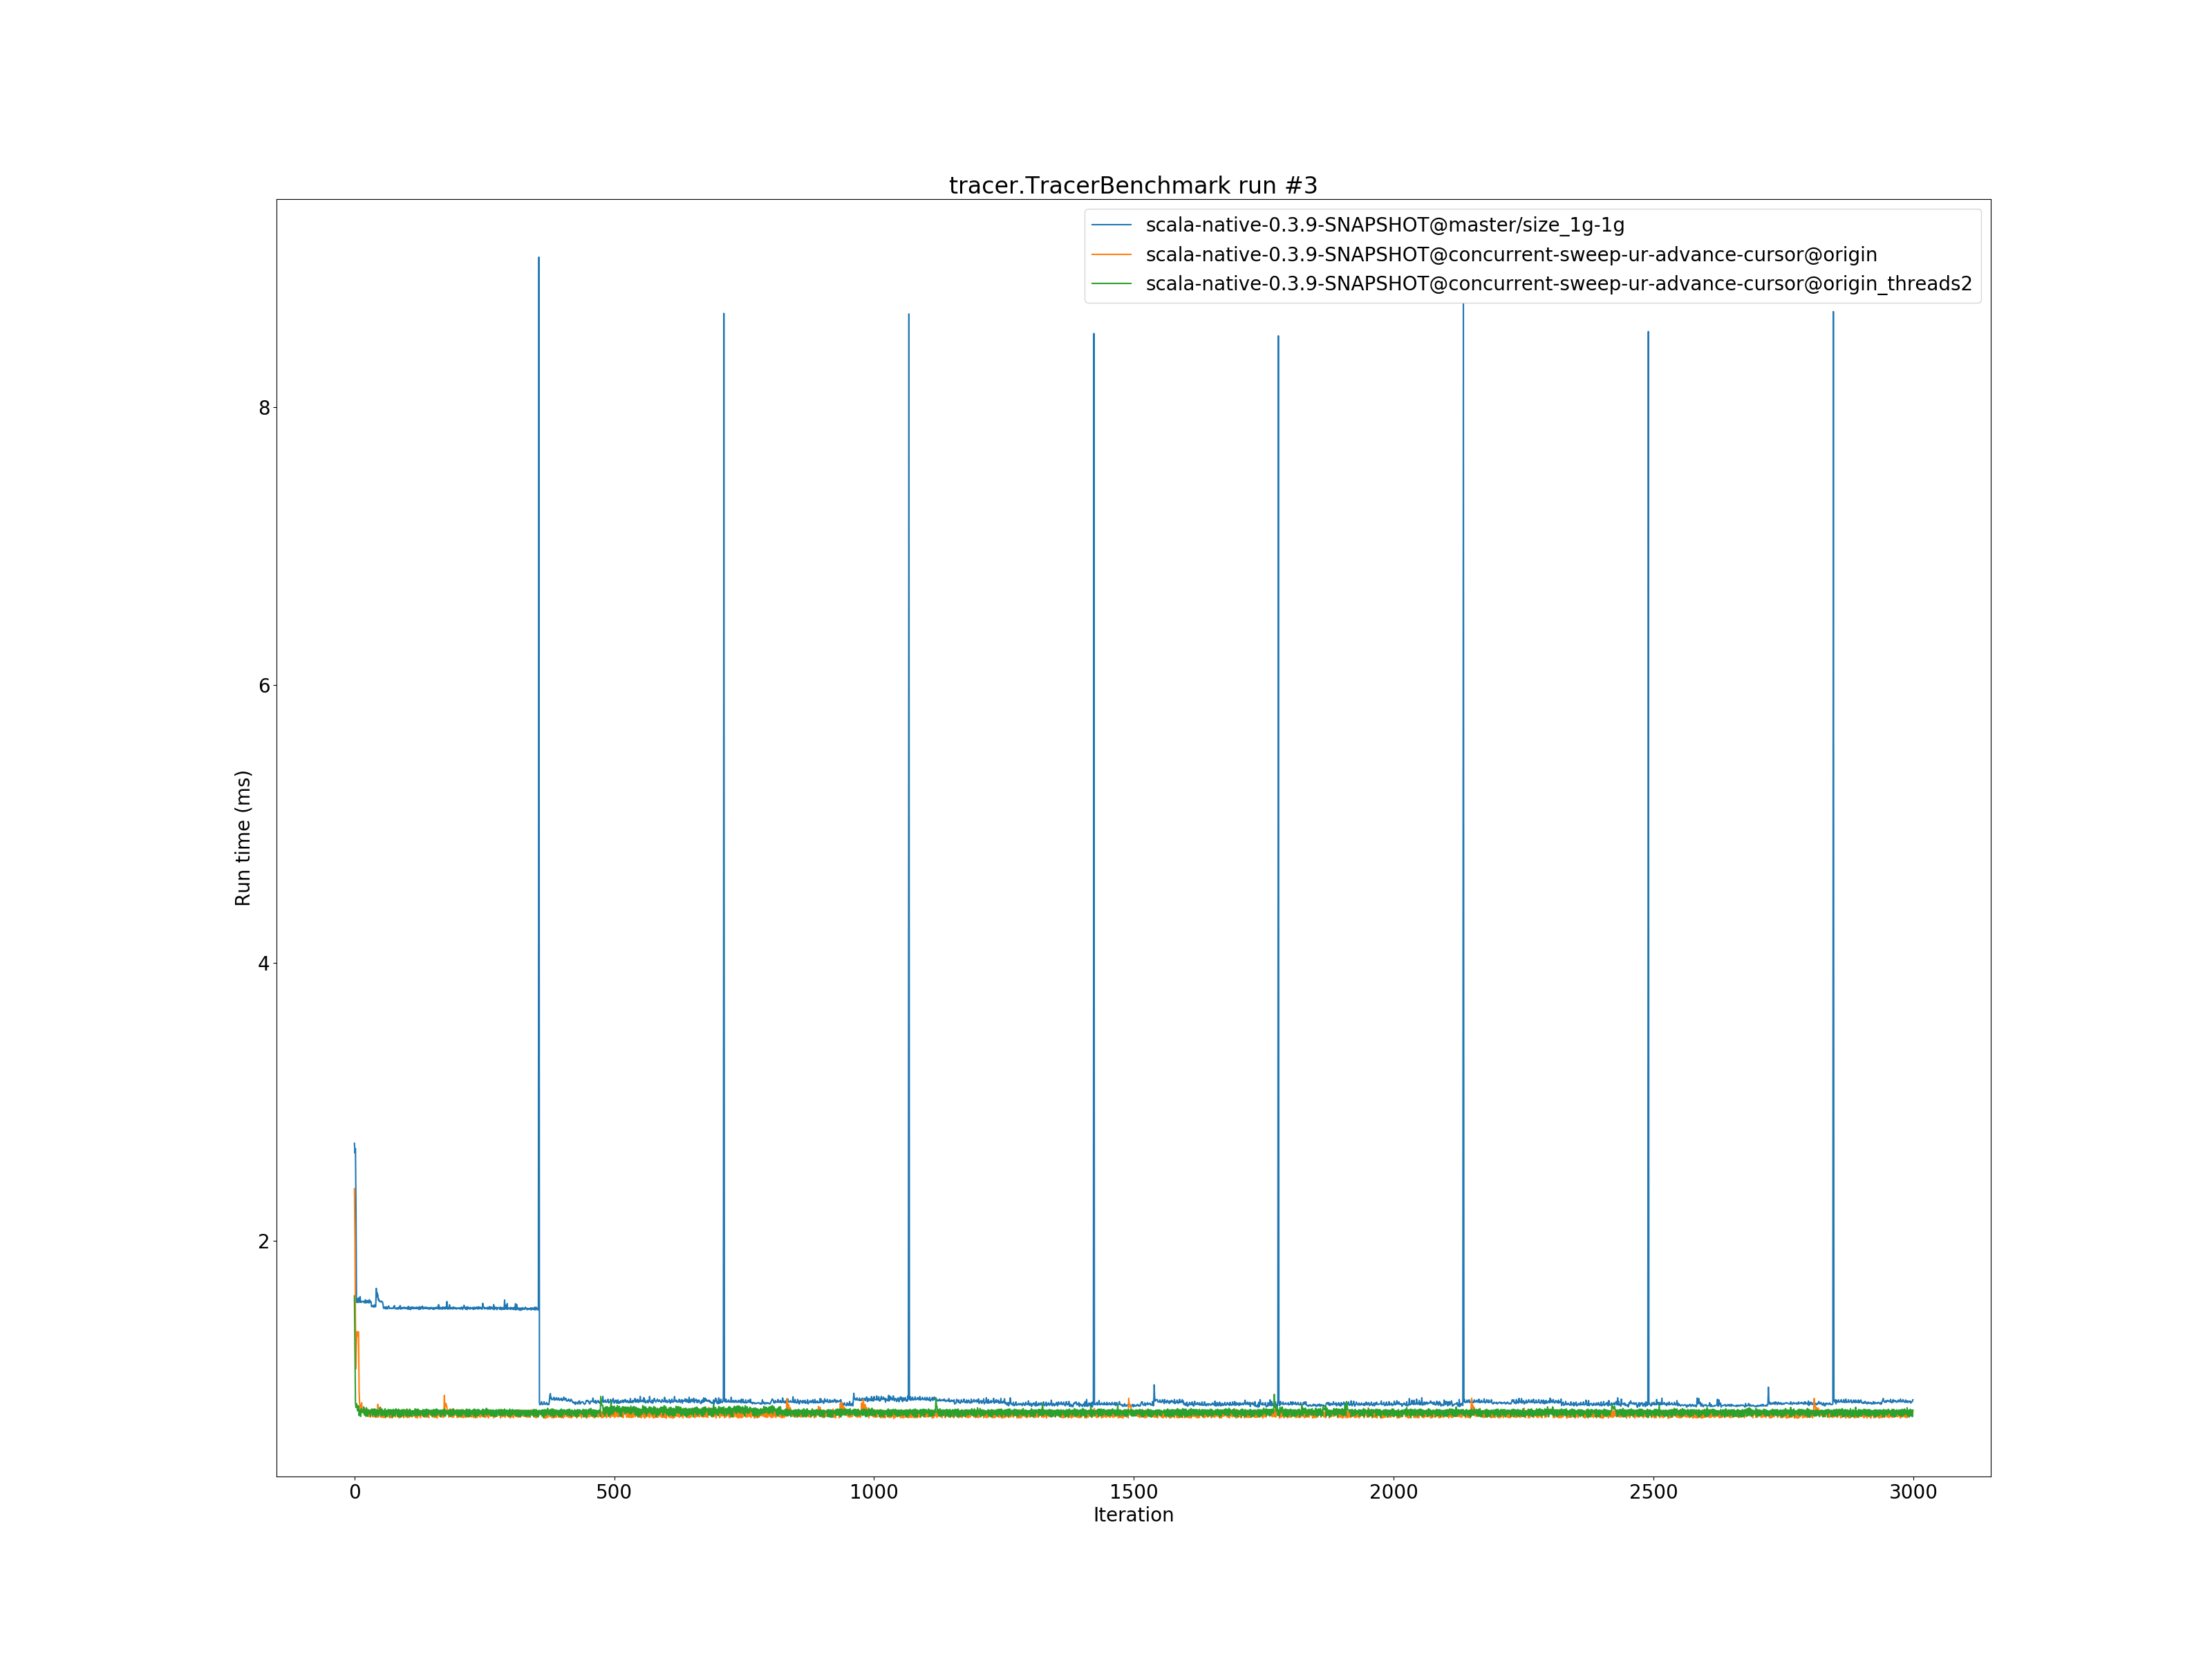 tracer.TracerBenchmark run #3
scala-native-0.3.9-SNAPSHOT@master/size_1g-1g
scala-native-0.3.9-SNAPSHOT@concurrent-sweep-ur-advance-cursor@origin
scala-native-0.3.9-SNAPSHOT@concurrent-sweep-ur-advance-cursor@origin_threads2
8
6
4
2
Run time (ms)
0 500 1000 1500 2000 2500 3000
Iteration